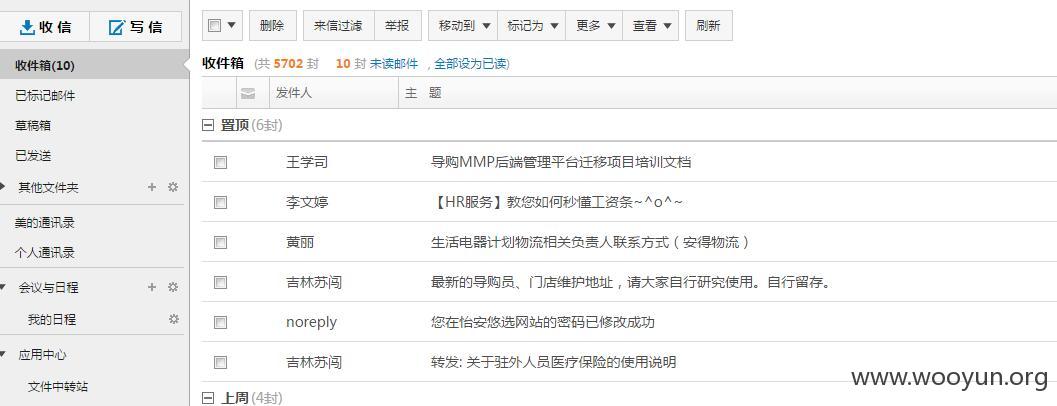 收信 写信
删除 来信过滤 举报 移动到 标记为 更多 查看 刷新
收件箱(10)
已标记邮件
草稿箱
已发送
其他文件夹
美的通讯录
个人通讯录
会议与日程
我的日程
应用中心
文件中转站
收件箱 (共 5702 封 10 封 未读邮件 , 全部设为已读)
发件人 主 题
置顶(6封)
王学司 导购MMP后端管理平台迁移项目培训文档
李文婷 【HR服务】教您如何秒懂工资条~^o^~
黄丽 生活电器计划物流相关负责人联系方式（安得物流）
吉林苏闯 最新的导购员、门店维护地址，请大家自行研究使用。自行留存。
noreply 您在怡安悠选网站的密码已修改成功
吉林苏闯 转发: 关于驻外人员医疗保险的使用说明
上周(4封)
www.wooyun.org